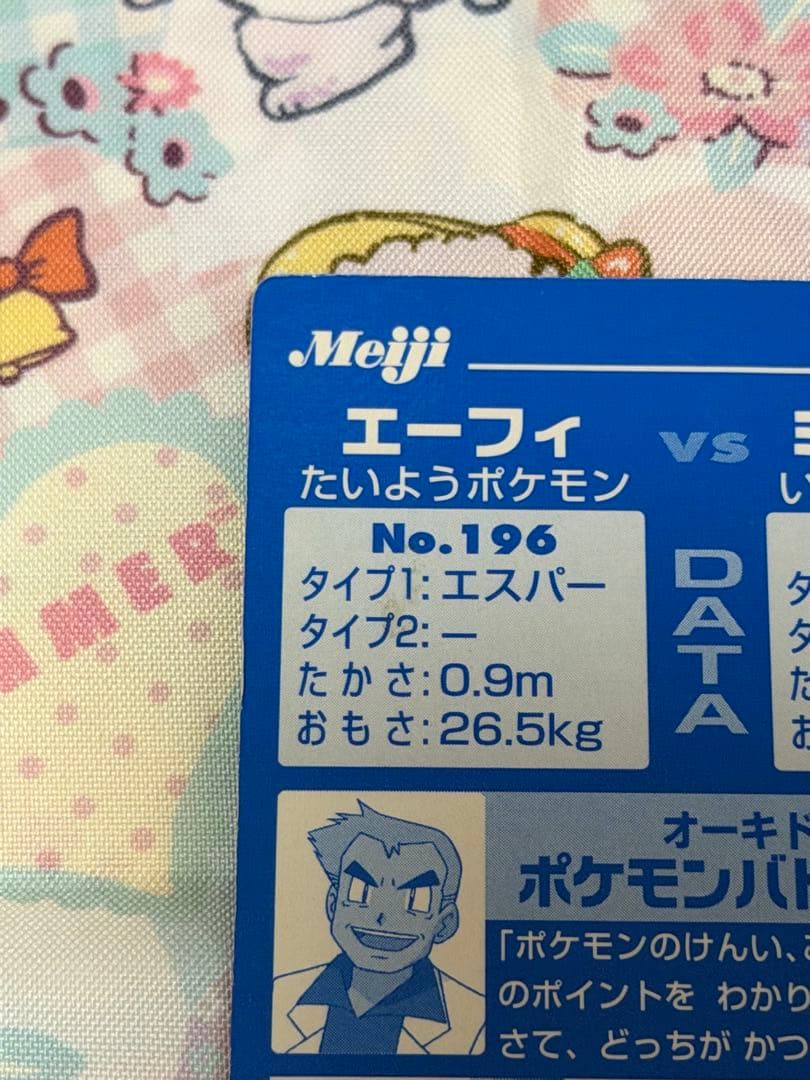 Meiji
エーフィ vs
たいようポケモン
No.196
タイプ1: エスパー
タイプ2: ー
たかさ: 0.9m
おもさ: 26.5kg
DATA
オーキド
ポケモンバト
「ポケモンのけんい、
のポイントを わかり
さて、どっちが かつ